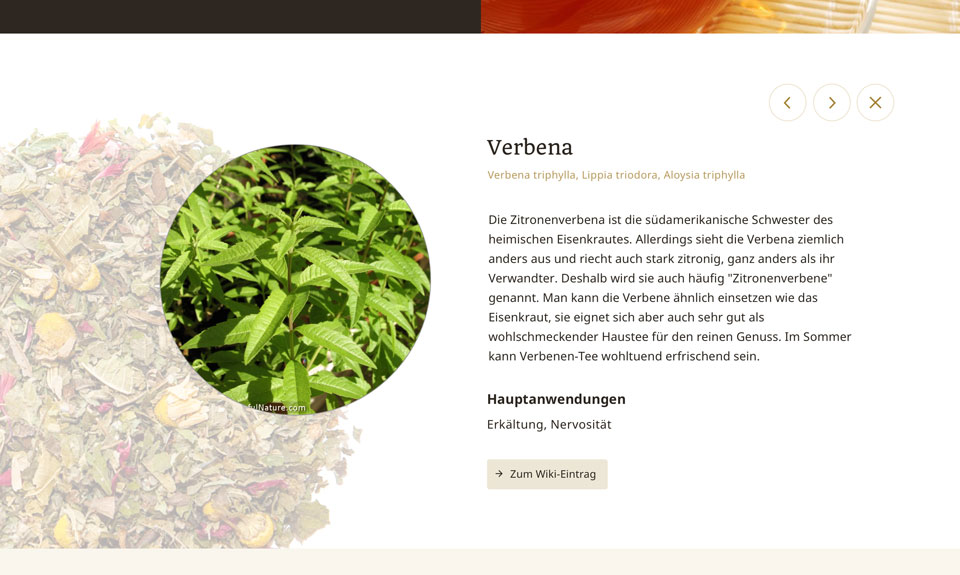 Verbena
Verbena triphylla, Lippia triodora, Aloysia triphylla
Die Zitronenverbena ist die südamerikanische Schwester des
heimischen Eisenkrautes. Allerdings sieht die Verbena ziemlich
anders aus und riecht auch stark zitronig, ganz anders als ihr
Verwandter. Deshalb wird sie auch häufig "Zitronenverbene"
genannt. Man kann die Verbene ähnlich einsetzen wie das
Eisenkraut, sie eignet sich aber auch sehr gut als
wohlschmeckender Haustee für den reinen Genuss. Im Sommer
kann Verbenen-Tee wohltuend erfrischend sein.
Hauptanwendungen
Erkältung, Nervosität
→ Zum Wiki-Eintrag